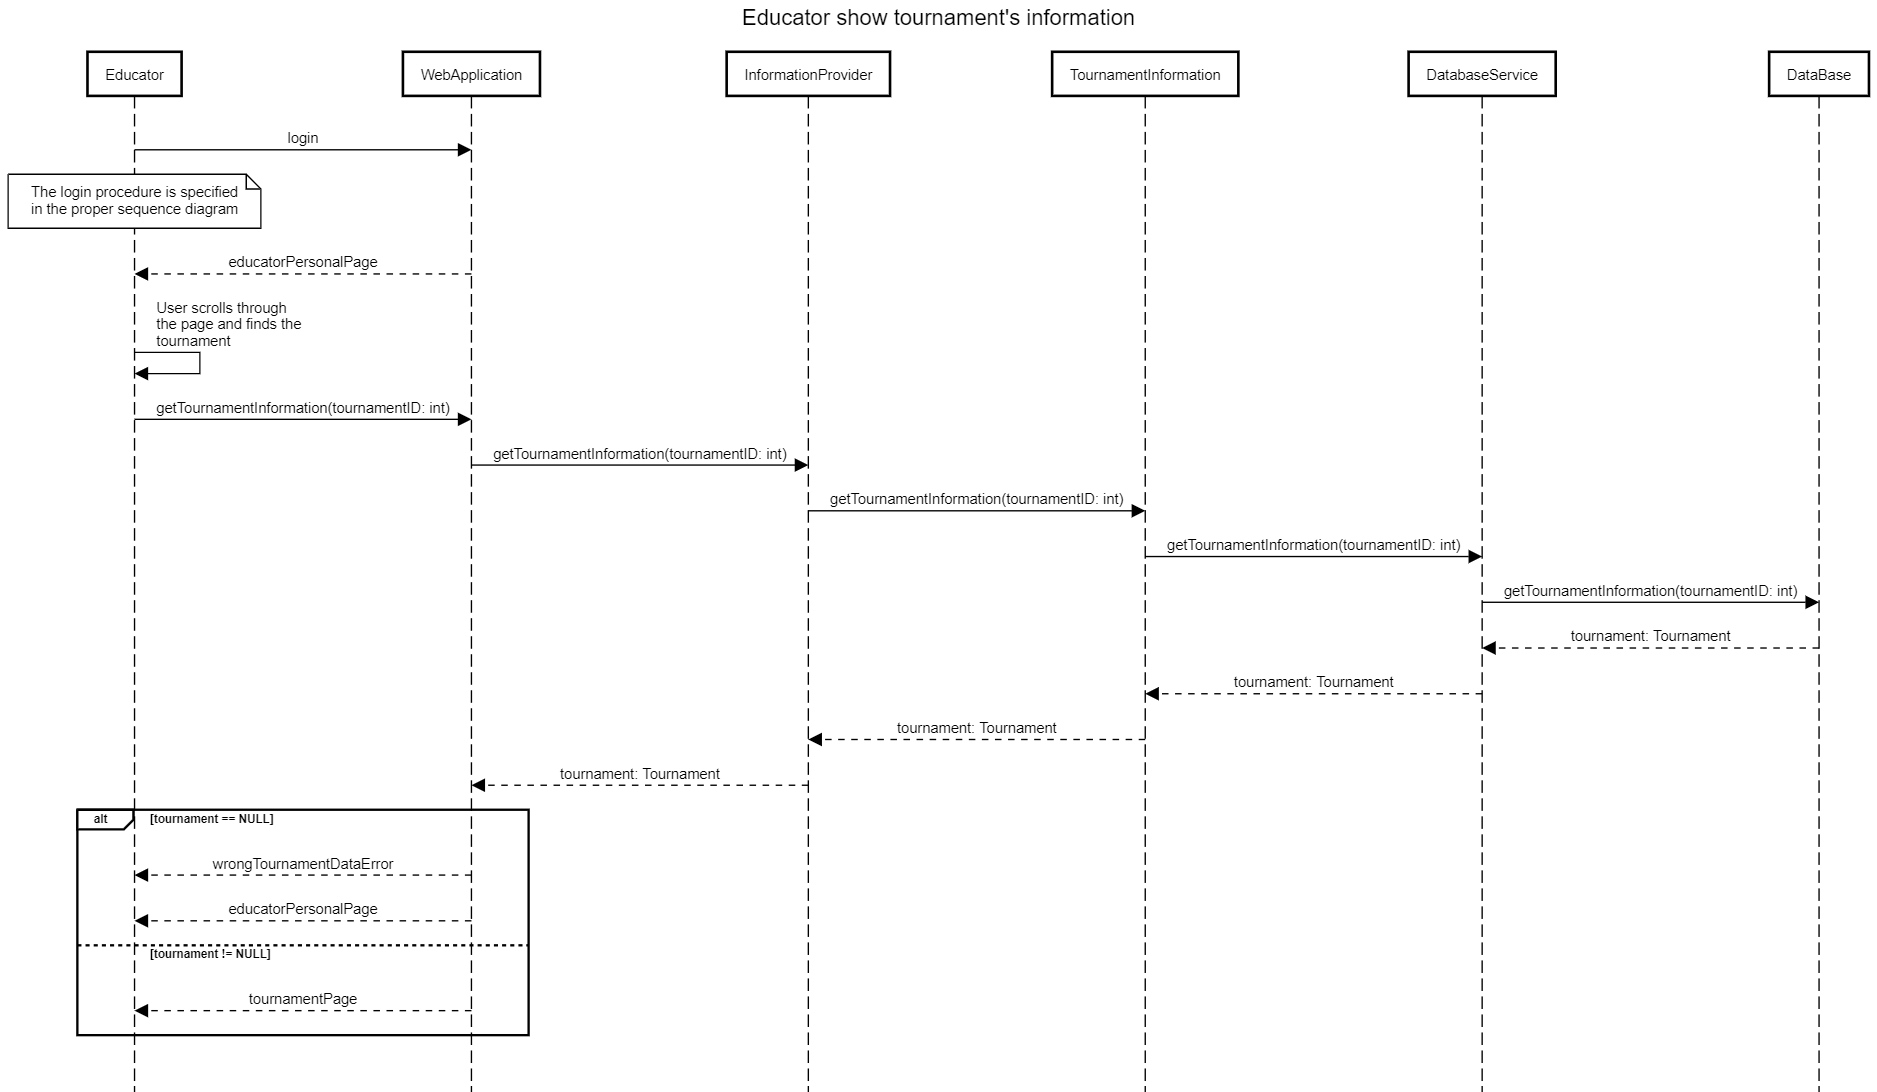 Educator show tournament's information
Educator
WebApplication
InformationProvider
TournamentInformation
DatabaseService
DataBase
login
The login procedure is specified
in the proper sequence diagram
educatorPersonalPage
User scrolls through
the page and finds the
tournament
getTournamentInformation(tournamentID: int)
getTournamentInformation(tournamentID: int)
getTournamentInformation(tournamentID: int)
getTournamentInformation(tournamentID: int)
getTournamentInformation(tournamentID: int)
tournament: Tournament
tournament: Tournament
tournament: Tournament
tournament: Tournament
alt
[tournament == NULL]
wrongTournamentDataError
educatorPersonalPage
[tournament != NULL]
tournamentPage